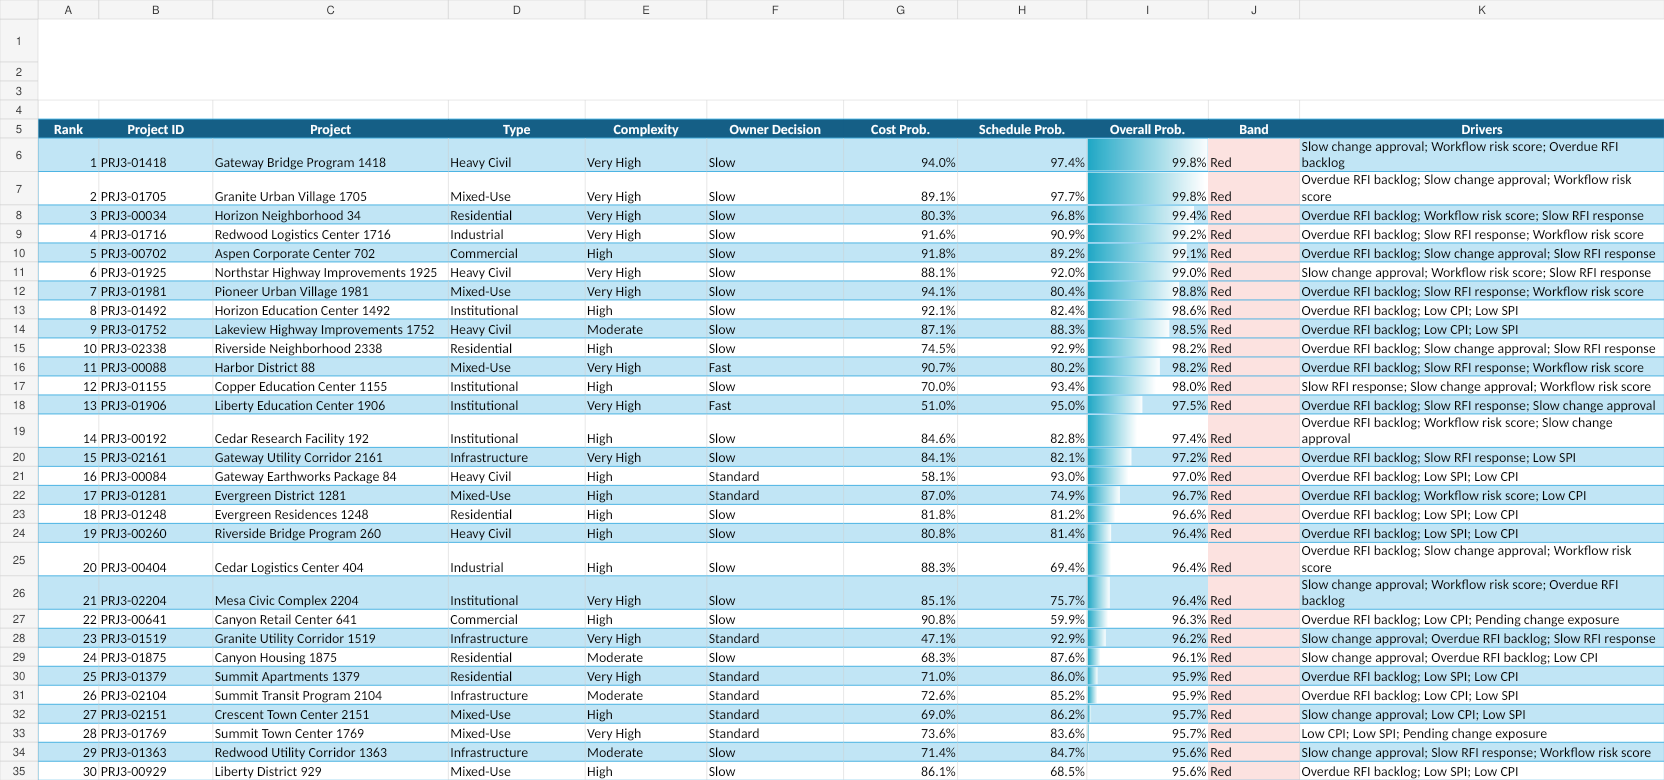 A B C D E F G H I J K
1
2
3
4
5 Rank Project ID Project Type Complexity Owner Decision Cost Prob. Schedule Prob. Overall Prob. Band Drivers
6 1 PRJ3-01418 Gateway Bridge Program 1418 Heavy Civil Very High Slow 94.0% 97.4% 99.8% Red Slow change approval; Workflow risk score; Overdue RFI
backlog
7 2 PRJ3-01705 Granite Urban Village 1705 Mixed-Use Very High Slow 89.1% 97.7% 99.8% Red Overdue RFI backlog; Slow change approval; Workflow risk
score
8 3 PRJ3-00034 Horizon Neighborhood 34 Residential Very High Slow 80.3% 96.8% 99.4% Red Overdue RFI backlog; Workflow risk score; Slow RFI response
9 4 PRJ3-01716 Redwood Logistics Center 1716 Industrial Very High Slow 91.6% 90.9% 99.2% Red Overdue RFI backlog; Slow RFI response; Workflow risk score
10 5 PRJ3-00702 Aspen Corporate Center 702 Commercial High Slow 91.8% 89.2% 99.1% Red Overdue RFI backlog; Slow change approval; Slow RFI response
11 6 PRJ3-01925 Northstar Highway Improvements 1925 Heavy Civil Very High Slow 88.1% 92.0% 99.0% Red Slow change approval; Workflow risk score; Slow RFI response
12 7 PRJ3-01981 Pioneer Urban Village 1981 Mixed-Use Very High Slow 94.1% 80.4% 98.8% Red Overdue RFI backlog; Slow RFI response; Workflow risk score
13 8 PRJ3-01492 Horizon Education Center 1492 Institutional High Slow 92.1% 82.4% 98.6% Red Overdue RFI backlog; Low CPI; Low SPI
14 9 PRJ3-01752 Lakeview Highway Improvements 1752 Heavy Civil Moderate Slow 87.1% 88.3% 98.5% Red Overdue RFI backlog; Low CPI; Low SPI
15 10 PRJ3-02338 Riverside Neighborhood 2338 Residential High Slow 74.5% 92.9% 98.2% Red Overdue RFI backlog; Slow change approval; Slow RFI response
16 11 PRJ3-00088 Harbor District 88 Mixed-Use Very High Fast 90.7% 80.2% 98.2% Red Overdue RFI backlog; Slow RFI response; Workflow risk score
17 12 PRJ3-01155 Copper Education Center 1155 Institutional High Slow 70.0% 93.4% 98.0% Red Slow RFI response; Slow change approval; Workflow risk score
18 13 PRJ3-01906 Liberty Education Center 1906 Institutional Very High Fast 51.0% 95.0% 97.5% Red Overdue RFI backlog; Slow RFI response; Slow change approval
19 14 PRJ3-00192 Cedar Research Facility 192 Institutional High Slow 84.6% 82.8% 97.4% Red Overdue RFI backlog; Workflow risk score; Slow change
approval
20 15 PRJ3-02161 Gateway Utility Corridor 2161 Infrastructure Very High Slow 84.1% 82.1% 97.2% Red Overdue RFI backlog; Slow RFI response; Low SPI
21 16 PRJ3-00084 Gateway Earthworks Package 84 Heavy Civil High Standard 58.1% 93.0% 97.0% Red Overdue RFI backlog; Low SPI; Low CPI
22 17 PRJ3-01281 Evergreen District 1281 Mixed-Use High Standard 87.0% 74.9% 96.7% Red Overdue RFI backlog; Workflow risk score; Low CPI
23 18 PRJ3-01248 Evergreen Residences 1248 Residential High Slow 81.8% 81.2% 96.6% Red Overdue RFI backlog; Low SPI; Low CPI
24 19 PRJ3-00260 Riverside Bridge Program 260 Heavy Civil High Slow 80.8% 81.4% 96.4% Red Overdue RFI backlog; Low SPI; Low CPI
25 20 PRJ3-00404 Cedar Logistics Center 404 Industrial High Slow 88.3% 69.4% 96.4% Red Overdue RFI backlog; Slow change approval; Workflow risk
score
26 21 PRJ3-02204 Mesa Civic Complex 2204 Institutional Very High Slow 85.1% 75.7% 96.4% Red Slow change approval; Workflow risk score; Overdue RFI
backlog
27 22 PRJ3-00641 Canyon Retail Center 641 Commercial High Slow 90.8% 59.9% 96.3% Red Overdue RFI backlog; Low CPI; Pending change exposure
28 23 PRJ3-01519 Granite Utility Corridor 1519 Infrastructure Very High Standard 47.1% 92.9% 96.2% Red Slow change approval; Overdue RFI backlog; Slow RFI response
29 24 PRJ3-01875 Canyon Housing 1875 Residential Moderate Slow 68.3% 87.6% 96.1% Red Slow change approval; Overdue RFI backlog; Low CPI
30 25 PRJ3-01379 Summit Apartments 1379 Residential Very High Standard 71.0% 86.0% 95.9% Red Overdue RFI backlog; Low SPI; Low CPI
31 26 PRJ3-02104 Summit Transit Program 2104 Infrastructure Moderate Standard 72.6% 85.2% 95.9% Red Overdue RFI backlog; Low CPI; Low SPI
32 27 PRJ3-02151 Crescent Town Center 2151 Mixed-Use High Standard 69.0% 86.2% 95.7% Red Slow change approval; Low CPI; Low SPI
33 28 PRJ3-01769 Summit Town Center 1769 Mixed-Use Very High Standard 73.6% 83.6% 95.7% Red Low CPI; Low SPI; Pending change exposure
34 29 PRJ3-01363 Redwood Utility Corridor 1363 Infrastructure Moderate Slow 71.4% 84.7% 95.6% Red Slow change approval; Slow RFI response; Workflow risk score
35 30 PRJ3-00929 Liberty District 929 Mixed-Use High Slow 86.1% 68.5% 95.6% Red Overdue RFI backlog; Low SPI; Low CPI